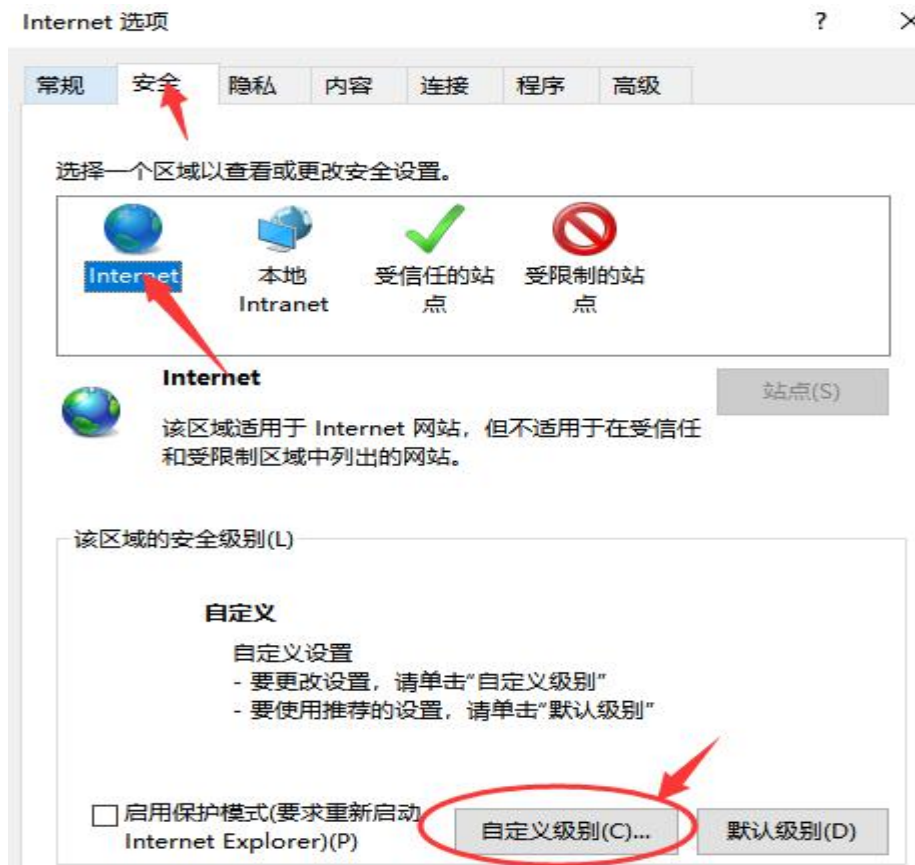 Internet 选项
?
常规 安全 隐私 内容 连接 程序 高级
选择一个区域以查看或更改安全设置。
Internet
本地
Intranet
受信任的站
点
受限制的站
点
Internet
站点(S)
该区域适用于 Internet 网站，但不适用于在受信任
和受限制区域中列出的网站。
该区域的安全级别(L)
自定义
自定义设置
- 要更改设置，请单击“自定义级别”
- 要使用推荐的设置，请单击“默认级别”
启用保护模式(要求重新启动
Internet Explorer)(P)
自定义级别(C)...
默认级别(D)